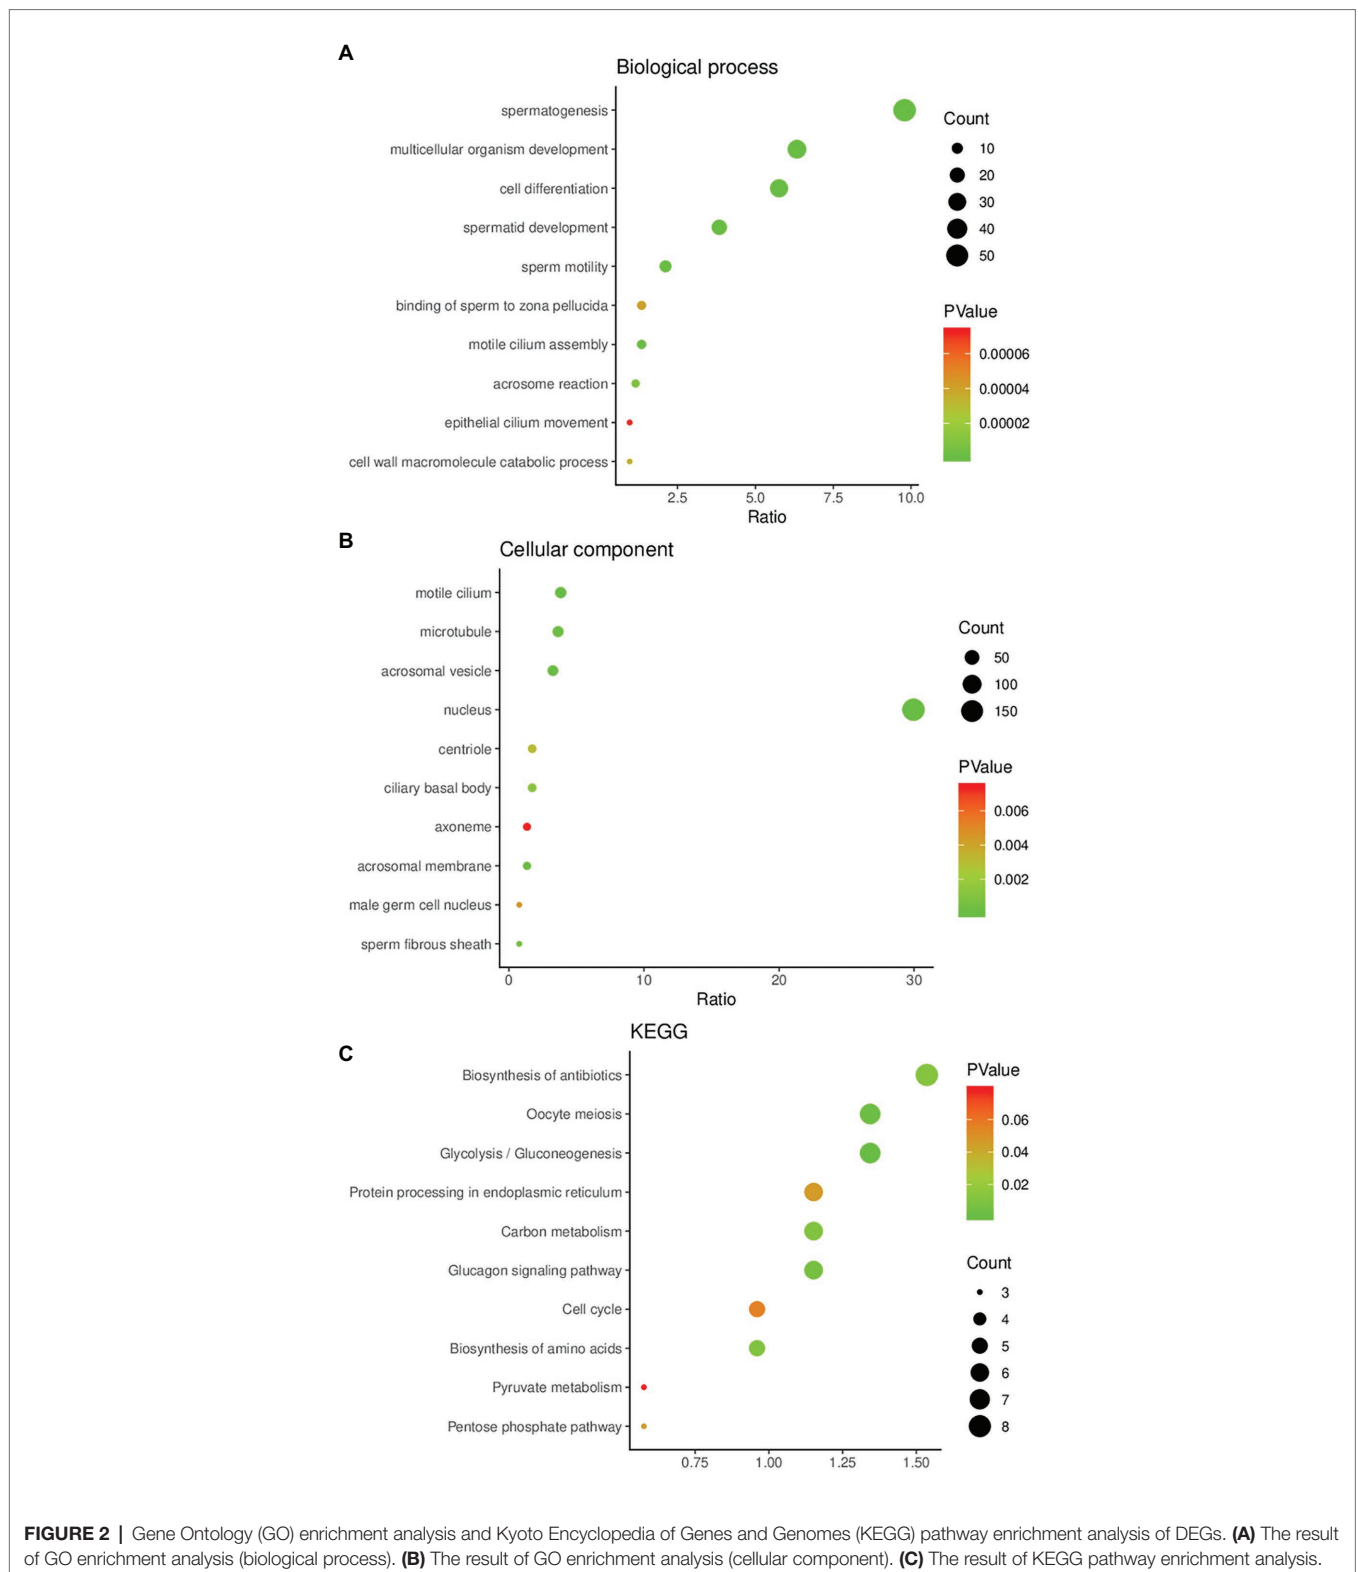 A
Biological process
spermatogenesis
multicellular organism development
cell differentiation
spermatid development
sperm motility
binding of sperm to zona pellucida
motile cilium assembly
acrosome reaction
epithelial cilium movement
cell wall macromolecule catabolic process
2.5 5.0 7.5 10.0
Ratio
Count
10
20
30
40
50
PValue
0.00006
0.00004
0.00002
B
Cellular component
motile cilium
microtubule
acrosomal vesicle
nucleus
centriole
ciliary basal body
axoneme
acrosomal membrane
male germ cell nucleus
sperm fibrous sheath
0 10 20 30
Ratio
Count
50
100
150
PValue
0.006
0.004
0.002
C
KEGG
Biosynthesis of antibiotics
Oocyte meiosis
Glycolysis / Gluconeogenesis
Protein processing in endoplasmic reticulum
Carbon metabolism
Glucagon signaling pathway
Cell cycle
Biosynthesis of amino acids
Pyruvate metabolism
Pentose phosphate pathway
0.75 1.00 1.25 1.50
PValue
0.06
0.04
0.02
Count
3
4
5
6
7
8
FIGURE 2 | Gene Ontology (GO) enrichment analysis and Kyoto Encyclopedia of Genes and Genomes (KEGG) pathway enrichment analysis of DEGs. (A) The result
of GO enrichment analysis (biological process). (B) The result of GO enrichment analysis (cellular component). (C) The result of KEGG pathway enrichment analysis.